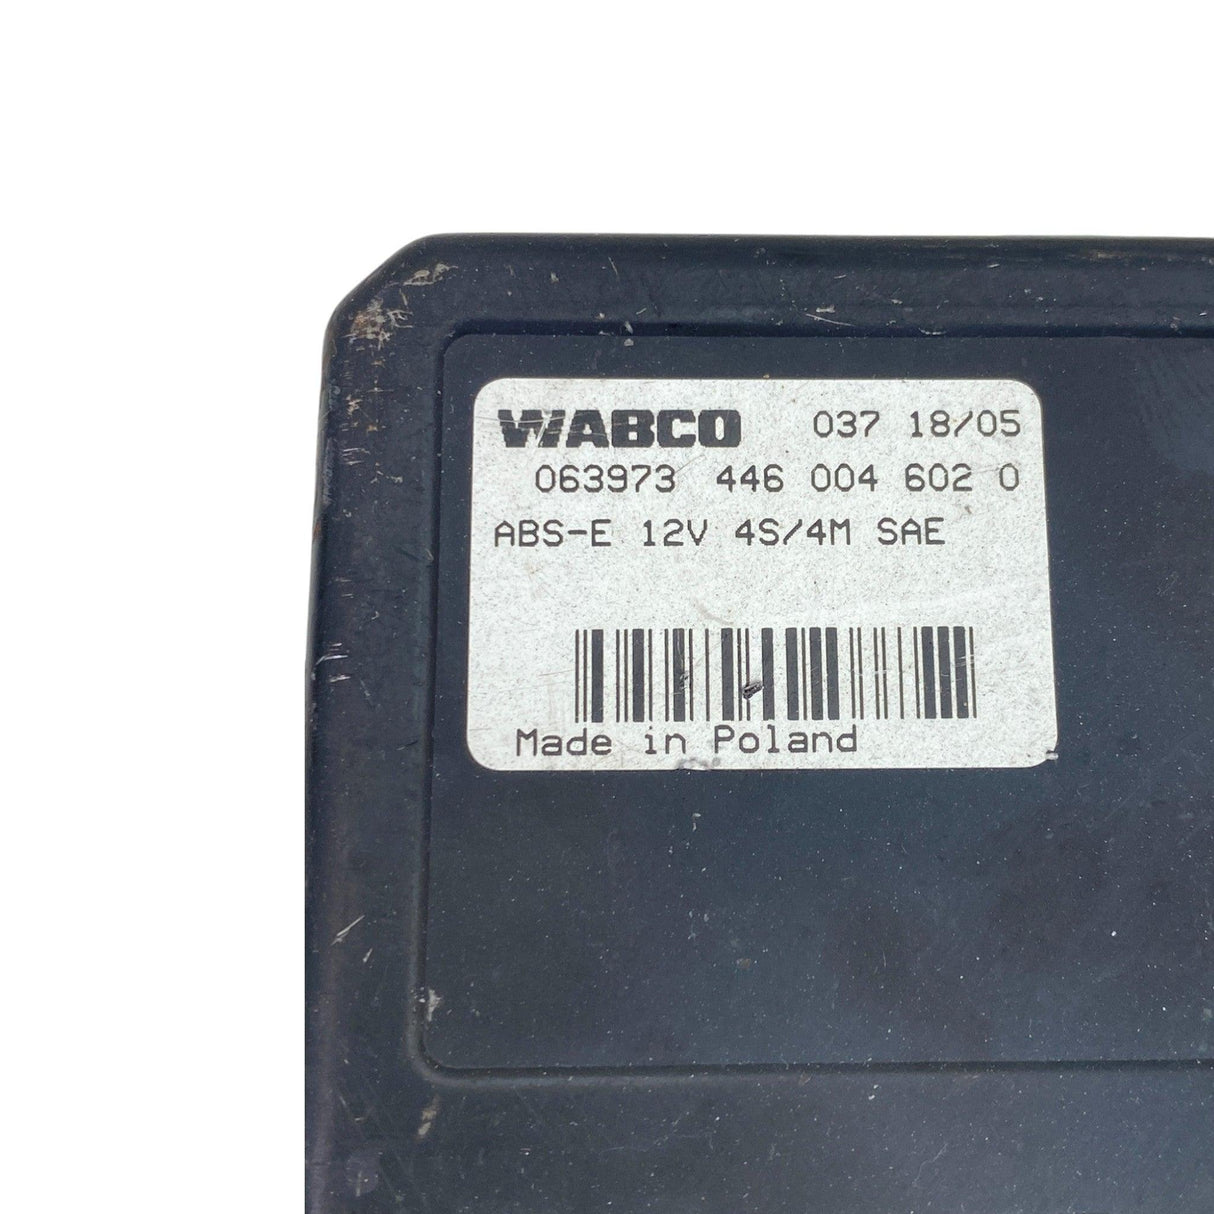 WABCO 037 18/05
063973 446 004 602 0
ABS-E 12V 4S/4M SAE
Made in Poland